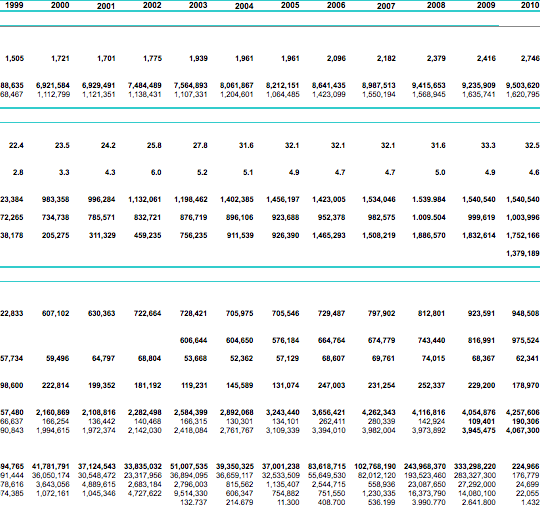 1999 2000 2001 2002 2003 2004 2005 2006 2007 2008 2009 2010
1,505 1,721 1,701 1,775 1,939 1,961 1,961 2,096 2,182 2,379 2,416 2,746
88,635 6,921,584 6,929,491 7,484,489 7,564,893 8,061,867 8,212,151 8,641,435 8,987,513 9,415,653 9,235,909 9,503,620
68,467 1,112,799 1,121,351 1,138,431 1,107,331 1,204,601 1,064,485 1,423,099 1,550,194 1,568,945 1,635,741 1,620,795
22.4 23.5 24.2 25.8 27.8 31.6 32.1 32.1 32.1 31.6 33.3 32.5
2.8 3.3 4.3 6.0 5.2 5.1 4.9 4.7 4.7 5.0 4.9 4.6
23,384 983,358 996,284 1,132,061 1,198,462 1,402,385 1,456,197 1,423,005 1,534,046 1.539.984 1,540,540 1,540,540
72,265 734,738 785,571 832,721 876,719 896,106 923,688 952,378 982,575 1.009.504 999,619 1,003,996
38,178 205,275 311,329 459,235 756,235 911,539 926,390 1,465,293 1,508,219 1,886,570 1,832,614 1,752,166
1,379,189
22,833 607,102 630,363 722,664 728,421 705,975 705,546 729,487 797,902 812,801 923,591 948,508
606,644 604,650 576,184 664,764 674,779 743,440 816,991 975,524
57,734 59,496 64,797 68,804 53,668 52,362 57,129 68,607 69,761 74,015 68,367 62,341
98,600 222,814 199,352 181,192 119,231 145,589 131,074 247,003 231,254 252,337 229,200 178,970
57,480 2,160,869 2,108,816 2,282,498 2,584,399 2,892,068 3,243,440 3,656,421 4,262,343 4,116,816 4,054,876 4,257,606
66,637 166,254 136,442 140,468 166,315 130,301 134,101 262,411 280,339 142,924 109,401 190,306
90,843 1,994,615 1,972,374 2,142,030 2,418,084 2,761,767 3,109,339 3,394,010 3,982,004 3,973,892 3,945,475 4,067,300
94,765 41,781,791 37,124,543 33,835,032 51,007,535 39,350,325 37,001,238 83,618,715 102,768,190 243,968,370 333,298,220 224,966
91,444 36,050,174 30,548,472 23,317,956 36,894,095 36,659,117 32,533,509 55,649,530 82,012,120 193,523,460 283,312,300 176,779
78,616 3,643,056 4,889,615 2,683,184 2,796,003 815,562 1,135,407 2,544,715 558,936 23,087,650 27,292,000 24,699
74,385 1,072,161 1,045,346 4,727,622 9,514,330 606,347 754,882 751,550 1,230,335 16,373,790 14,080,100 22,055
132.737 214.679 11.300 408.700 536.199 3.990.770 2.641.800 1.432